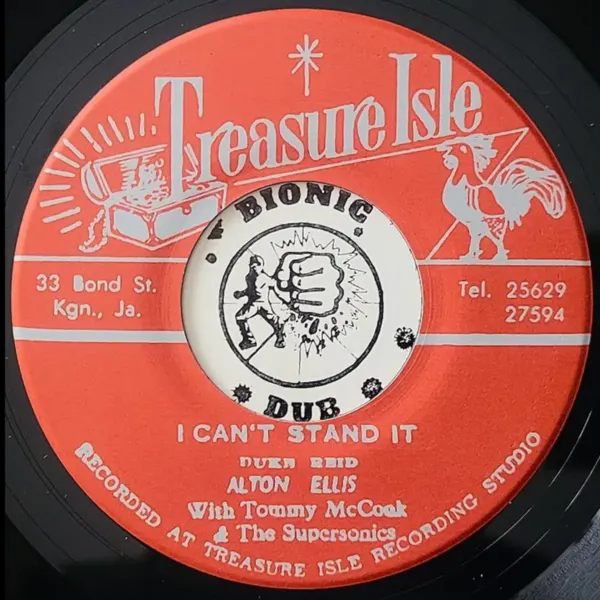 Treasure Isle
BIONIC
DUB
33 Bond St.
Kgn., Ja.
Tel. 25629
27594
I CAN'T STAND IT
DUKE REID
ALTON ELLIS
With Tommy McCook
& The Supersonics
RECORDED AT TREASURE ISLE RECORDING STUDIO